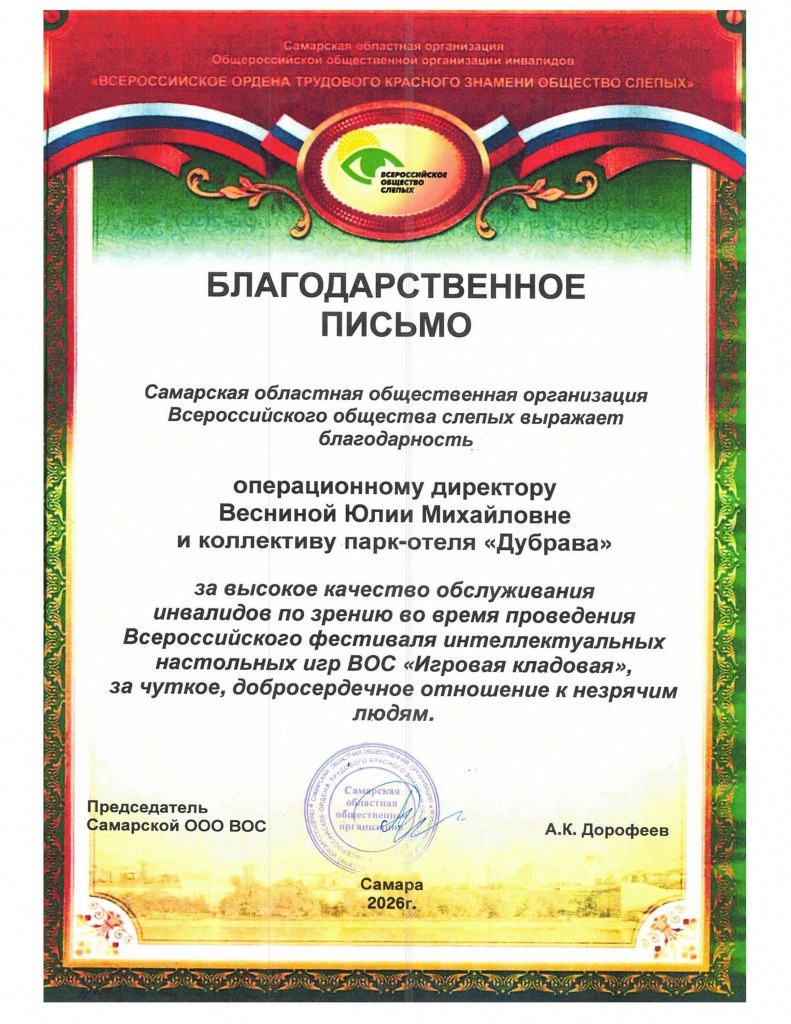 Самарская областная организация
Общероссийской общественной организации инвалидов
«ВСЕРОССИЙСКОЕ ОРДЕНА ТРУДОВОГО КРАСНОГО ЗНАМЕНИ ОБЩЕСТВО СЛЕПЫХ»
ВСЕРОССИЙСКОЕ
ОБЩЕСТВО
СЛЕПЫХ
БЛАГОДАРСТВЕННОЕ
ПИСЬМО
Самарская областная общественная организация
Всероссийского общества слепых выражает
благодарность
операционному директору
Весниной Юлии Михайловне
и коллективу парк-отеля «Дубрава»
за высокое качество обслуживания
инвалидов по зрению во время проведения
Всероссийского фестиваля интеллектуальных
настольных игр ВОС «Игровая кладовая»,
за чуткое, добросердечное отношение к незрячим
людям.
Самарская
областная
общественная
организация
Председатель
Самарской ООО ВОС
А.К. Дорофеев
Самара
2026г.